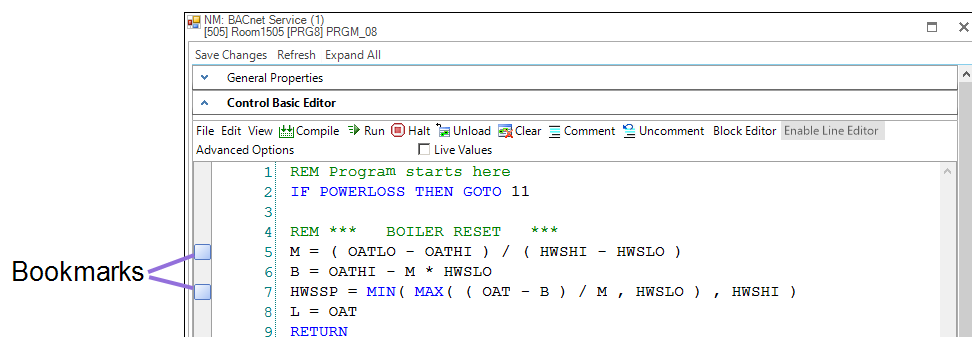 NM: BACnet Service (1)
[505] Room1505 [PRG8] PRGM_08
Save Changes Refresh Expand All
General Properties
Control Basic Editor
File Edit View Compile Run Halt Unload Clear Comment Uncomment Block Editor Enable Line Editor
Advanced Options Live Values
1 REM Program starts here
2 IF POWERLOSS THEN GOTO 11
3
4 REM *** BOILER RESET ***
5 M = ( OATLO - OATHI ) / ( HWSHI - HWSLO )
6 B = OATHI - M * HWSLO
Bookmarks
7 HWSSP = MIN( MAX( ( OAT - B ) / M , HWSLO ) , HWSHI )
8 L = OAT
9 RETURN